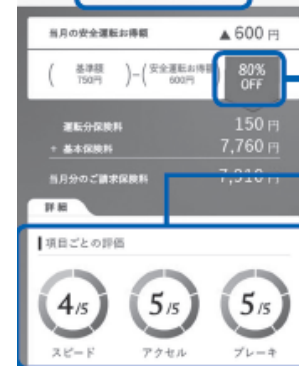 当月の安全運転お得額 ▲600 円
( 基準額 750円 )-( 安全運転お得額 600円 ) 80% OFF
運転分保険料 150 円
+ 基本保険料 7,760 円
当月分のご請求保険料 7,910 円
詳細
項目ごとの評価
4/5 5/5 5/5
スピード アクセル ブレーキ